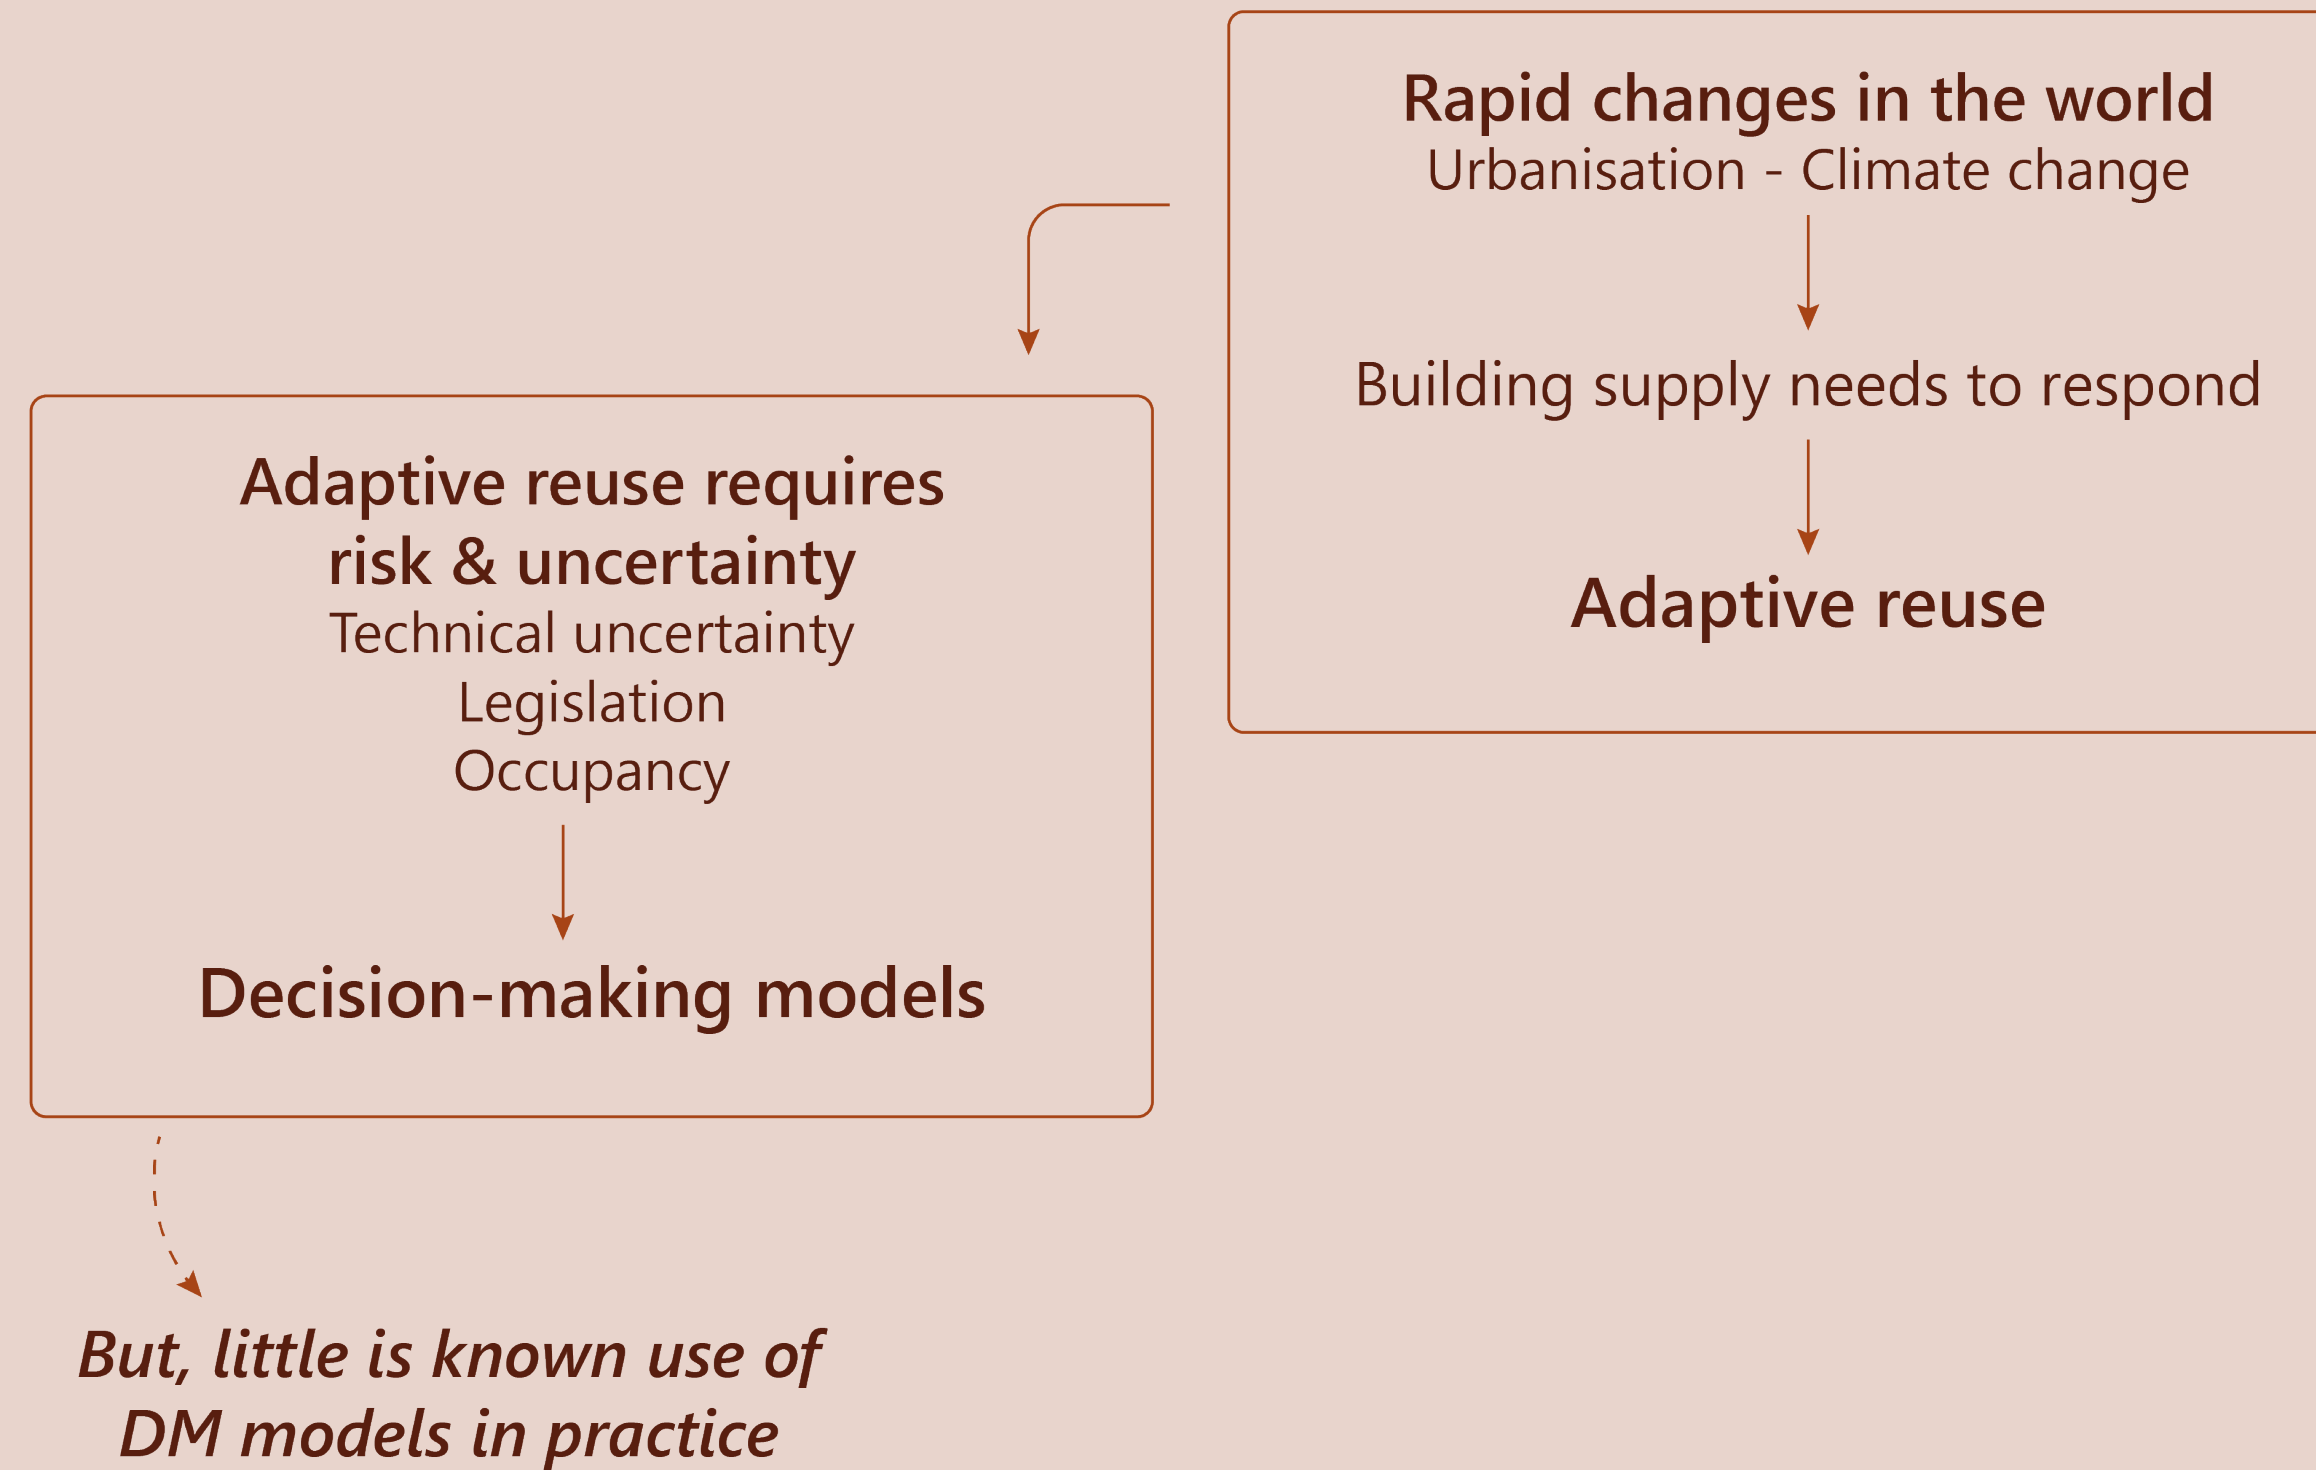 Rapid changes in the world
Urbanisation - Climate change
Building supply needs to respond
Adaptive reuse
Adaptive reuse requires
risk & uncertainty
Technical uncertainty
Legislation
Occupancy
Decision-making models
But, little is known use of
DM models in practice